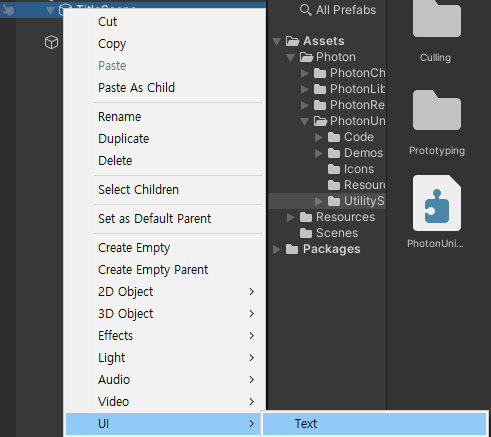 TitleScene
Cut
Copy
Paste
Paste As Child
Rename
Duplicate
Delete
Select Children
Set as Default Parent
Create Empty
Create Empty Parent
2D Object
3D Object
Effects
Light
Audio
Video
UI
Text
All Prefabs
Assets
Photon
PhotonCh
PhotonLib
PhotonRe
PhotonUn
Code
Demos
Icons
Resour
UtilityS
Resources
Scenes
Packages
Culling
Prototyping
PhotonUni...